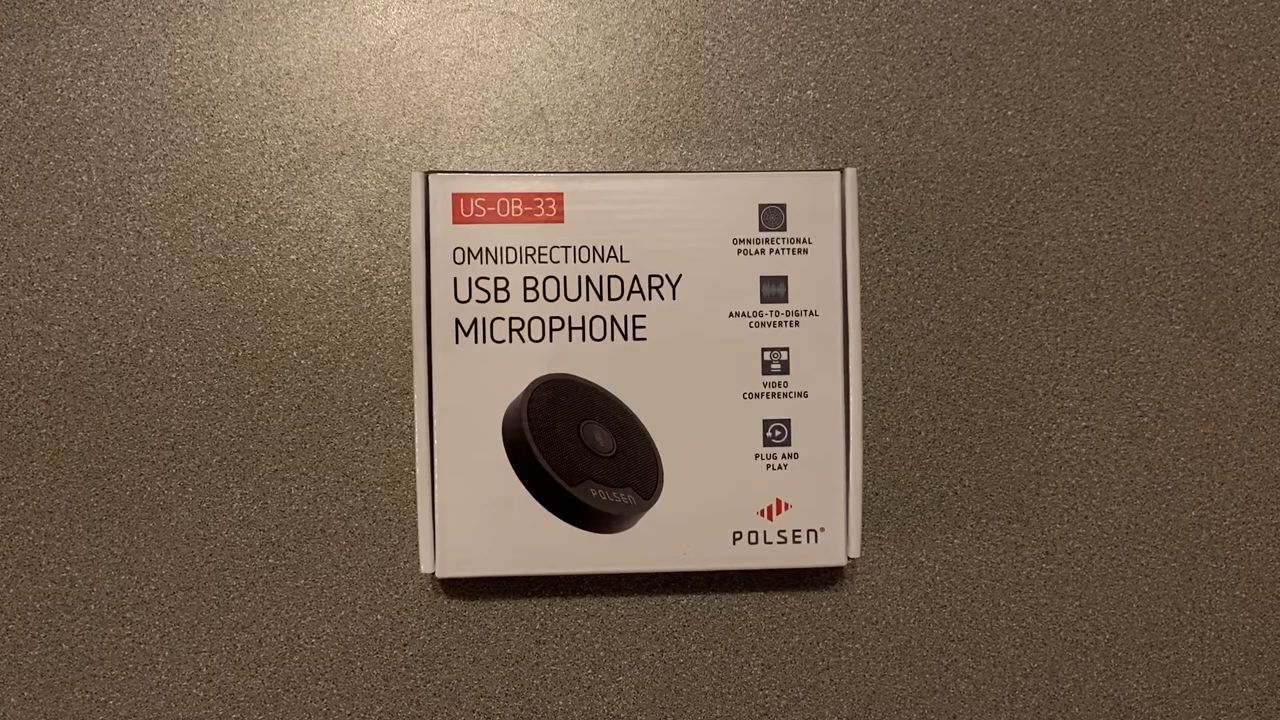 US-OB-33
OMNIDIRECTIONAL
USB BOUNDARY
MICROPHONE
POLSEN
OMNIDIRECTIONAL
POLAR PATTERN
ANALOG-TO-DIGITAL
CONVERTER
VIDEO
CONFERENCING
PLUG AND
PLAY
POLSEN®